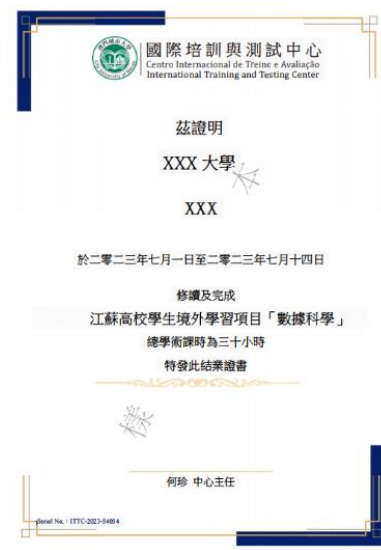 國際培訓與測試中心
Centro Internacional de Treino e Avaliação
International Training and Testing Center
茲證明
XXX 大學
XXX
於二零二三年七月一日至二零二三年七月十四日
修讀及完成
江蘇高校學生境外學習項目「數據科學」
總學術課時為三十小時
特發此結業證書
樣本
何珍 中心主任
Serial No.：ITTC-2023-54654